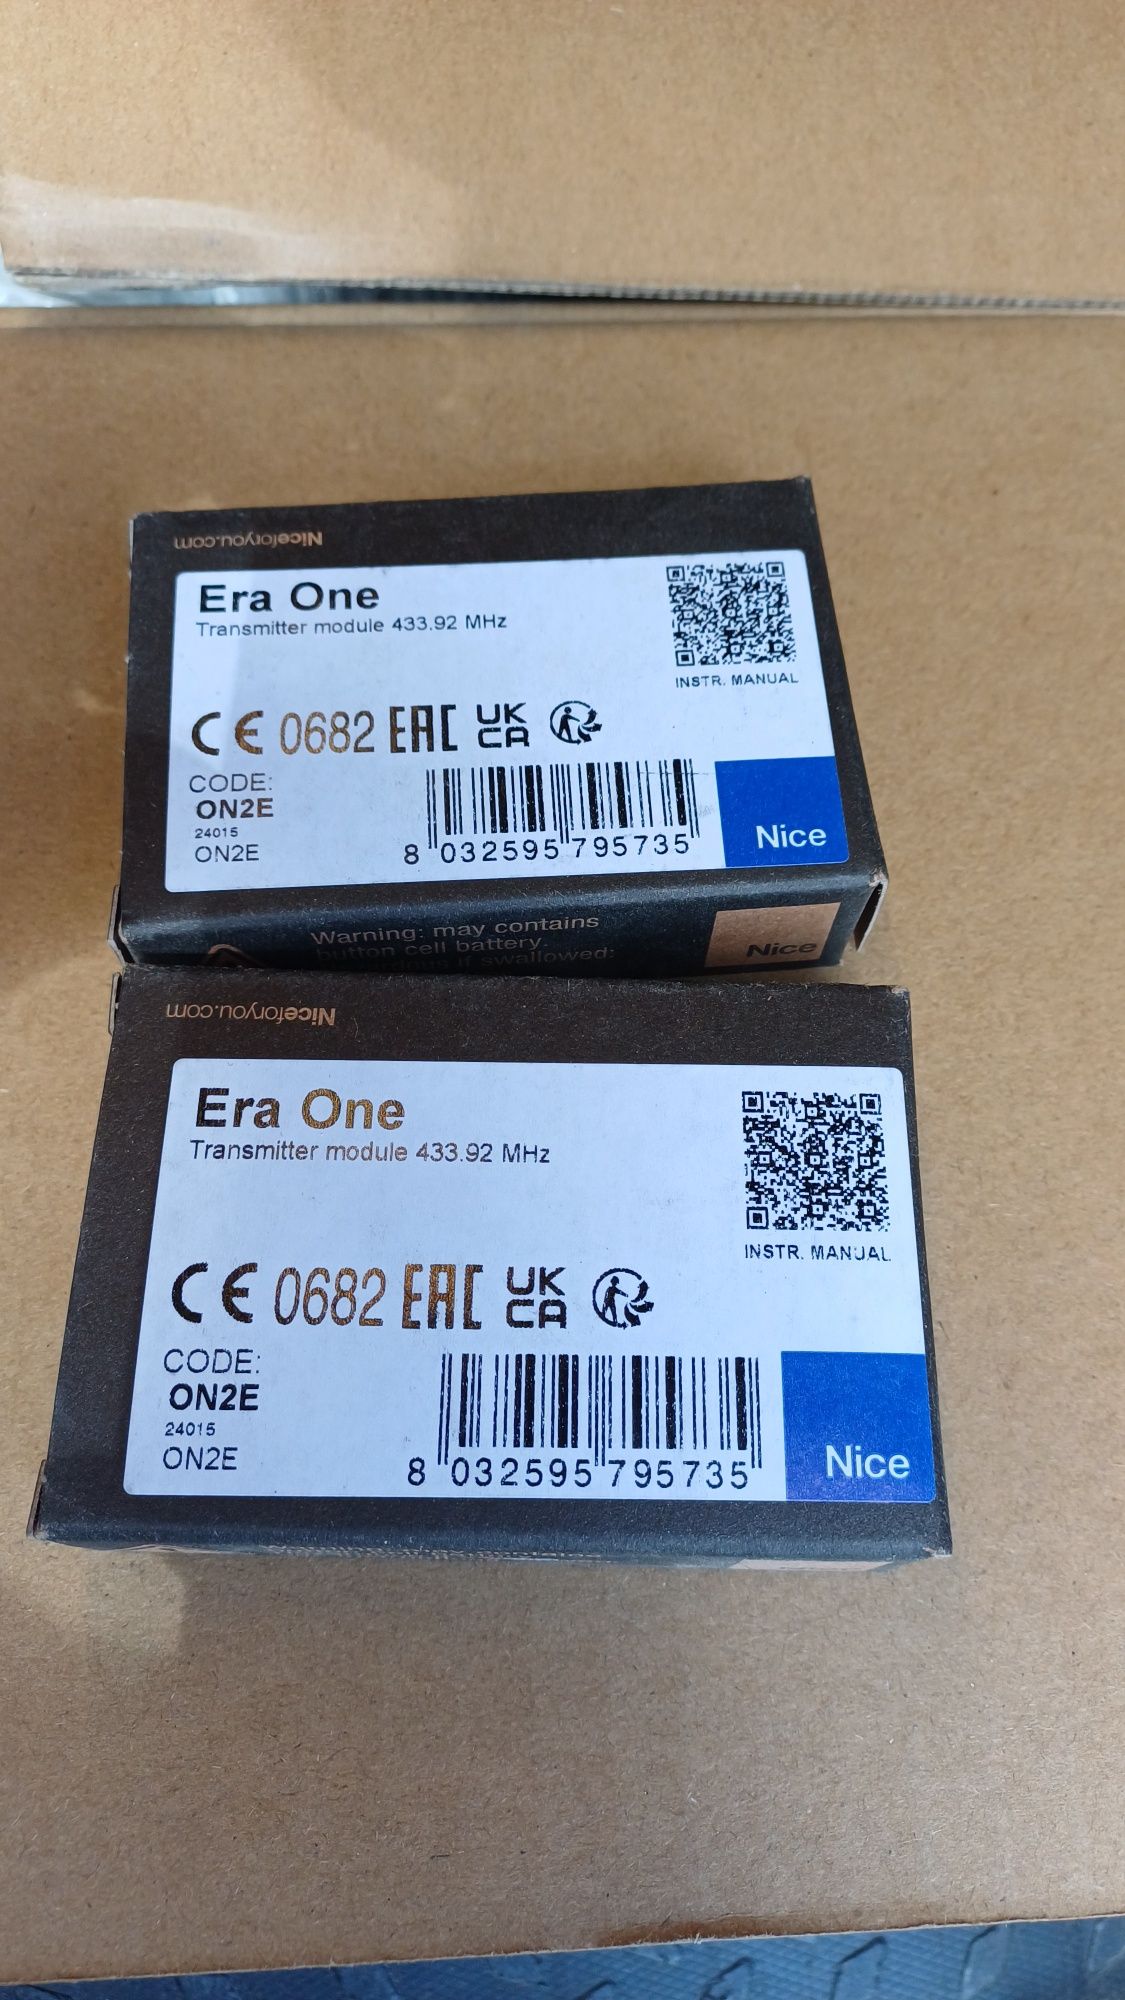 Niceforyou.com
Era One
Transmitter module 433.92 MHz
INSTR. MANUAL
CE 0682 EAC UK CA
CODE:
ON2E
24015
ON2E
8 032595 795735
Nice
Warning: may contains
button cell battery.
if swallowed:
Nice
Niceforyou.com
Era One
Transmitter module 433.92 MHz
INSTR. MANUAL
CE 0682 EAC UK CA
CODE:
ON2E
24015
ON2E
8 032595 795735
Nice